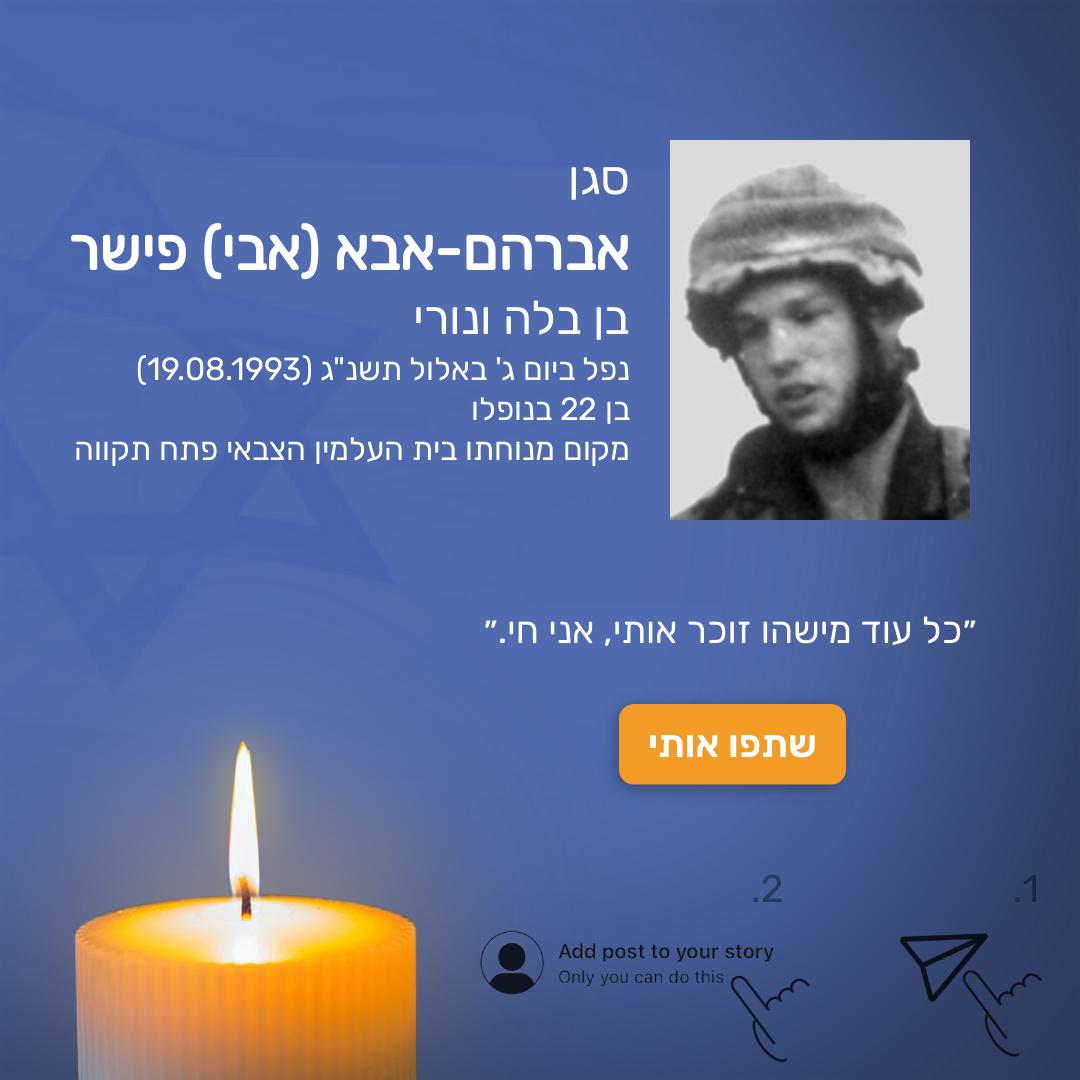 סגן
אברהם-אבא (אבי) פישר
בן בלה ונורי
נפל ביום ג' באלול תשנ"ג (19.08.1993)
בן 22 בנופלו
מקום מנוחתו בית העלמין הצבאי פתח תקווה
״כל עוד מישהו זוכר אותי, אני חי.״
שתפו אותי
.1
.2
Add post to your story
Only you can do this